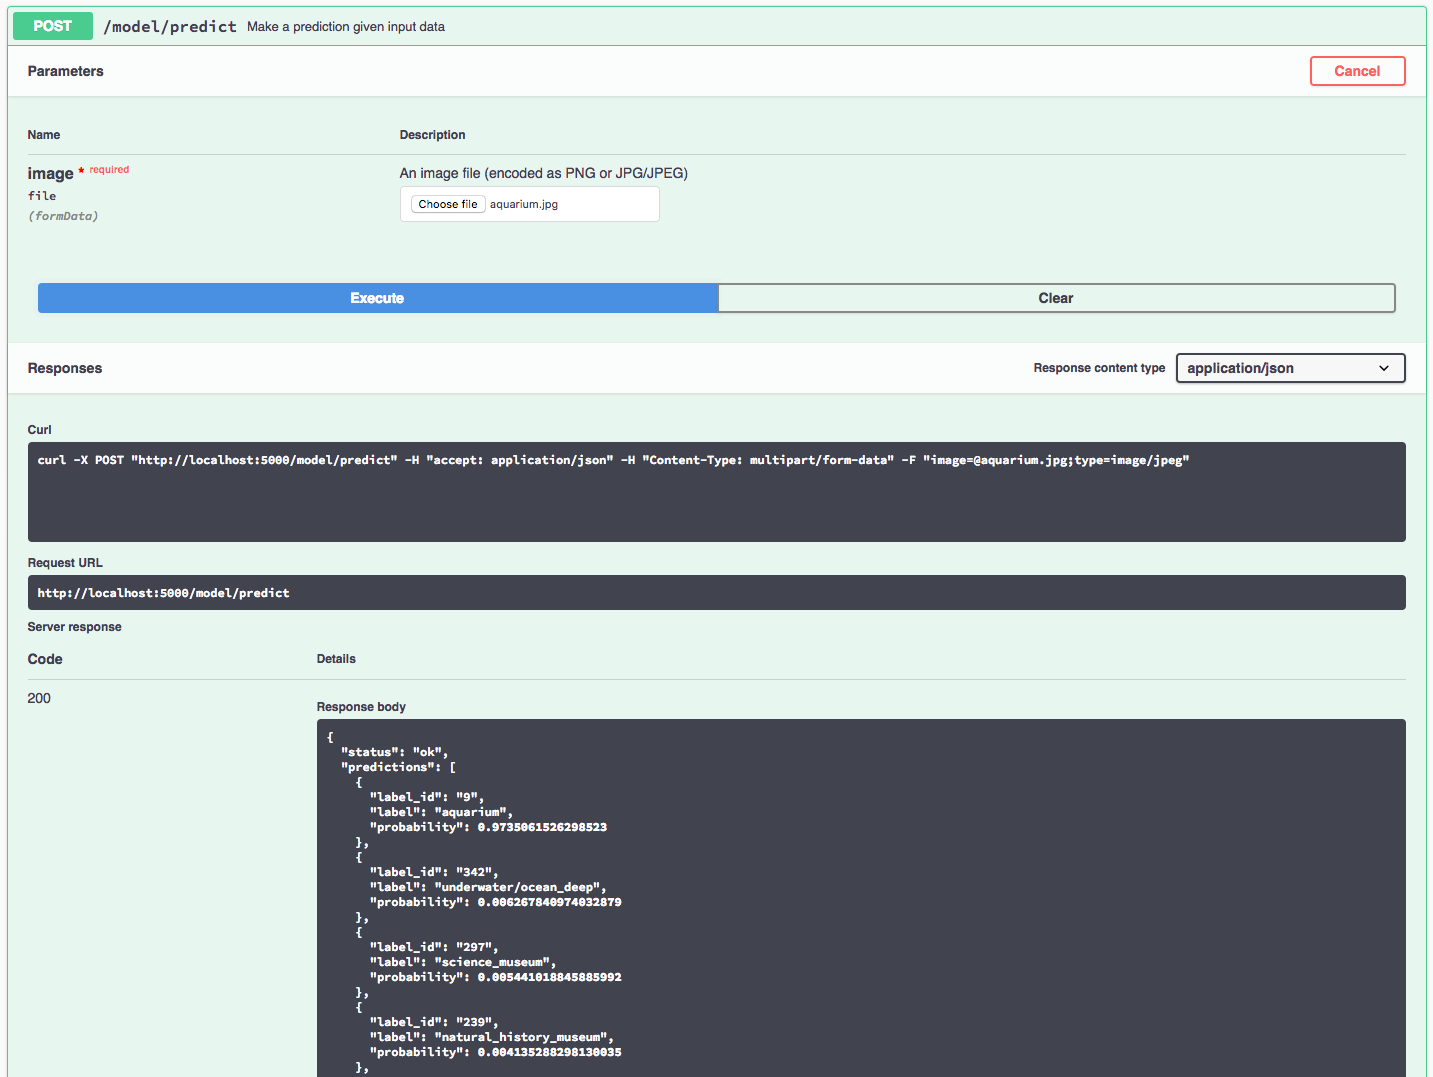 POST /model/predict Make a prediction given input data
Parameters Cancel
Name Description
image * required An image file (encoded as PNG or JPG/JPEG)
file Choose file aquarium.jpg
(formData)
Execute Clear
Responses Response content type application/json
Curl
curl -X POST "http://localhost:5000/model/predict" -H "accept: application/json" -H "Content-Type: multipart/form-data" -F "image=@aquarium.jpg;type=image/jpeg"
Request URL
http://localhost:5000/model/predict
Server response
Code Details
200
Response body
{
  "status": "ok",
  "predictions": [
    {
      "label_id": "9",
      "label": "aquarium",
      "probability": 0.9735061526298523
    },
    {
      "label_id": "342",
      "label": "underwater/ocean_deep",
      "probability": 0.006267840974032879
    },
    {
      "label_id": "297",
      "label": "science_museum",
      "probability": 0.005441018845885992
    },
    {
      "label_id": "239",
      "label": "natural_history_museum",
      "probability": 0.004135288298130035
    },